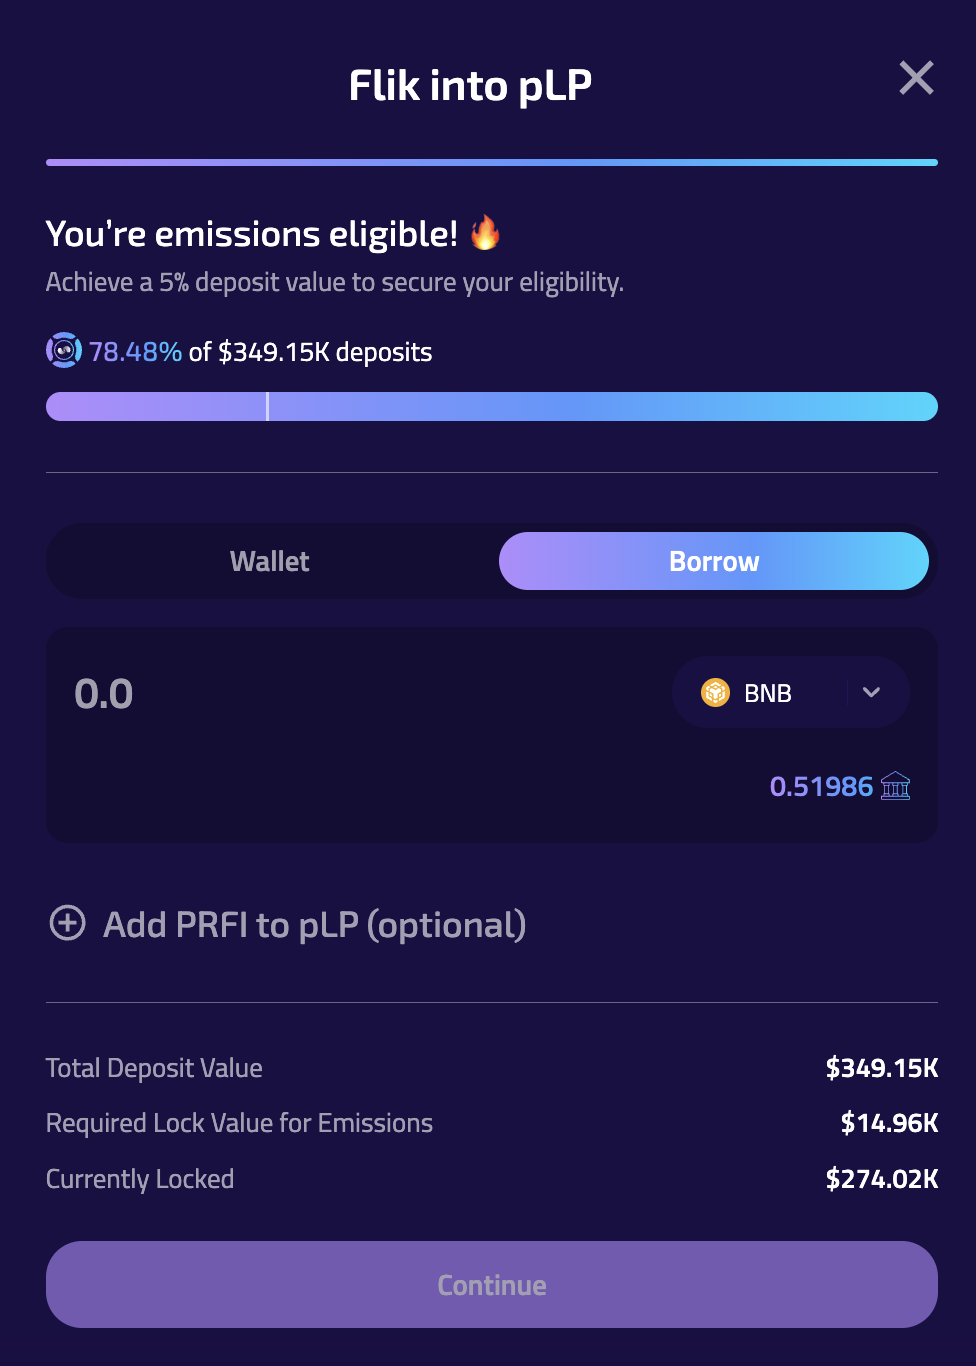 Flik into pLP
You’re emissions eligible! 🔥
Achieve a 5% deposit value to secure your eligibility.
78.48% of $349.15K deposits
Wallet
Borrow
0.0
BNB
0.51986
Add PRFI to pLP (optional)
Total Deposit Value $349.15K
Required Lock Value for Emissions $14.96K
Currently Locked $274.02K
Continue